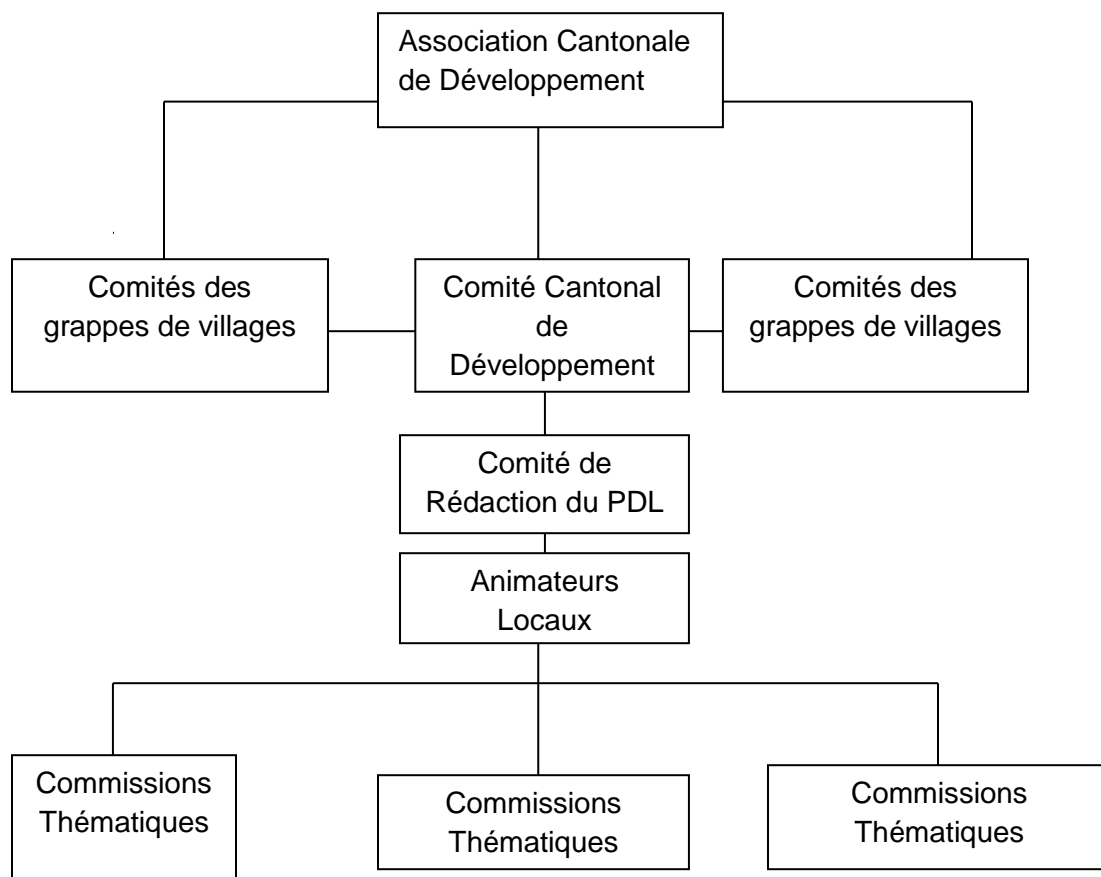 Association Cantonale
de Développement
Comités des
grappes de villages
Comité Cantonal
de
Développement
Comités des
grappes de villages
Comité de
Rédaction du PDL
Animateurs
Locaux
Commissions
Thématiques
Commissions
Thématiques
Commissions
Thématiques